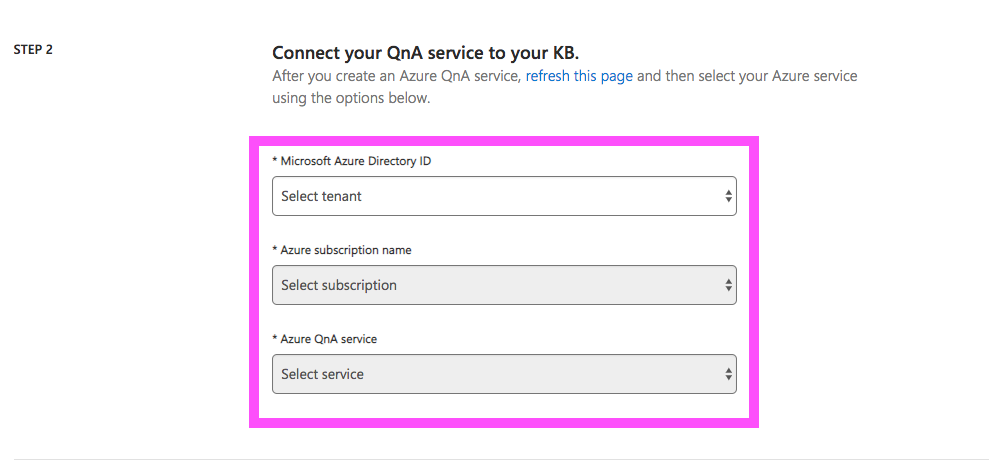 STEP 2
Connect your QnA service to your KB.
After you create an Azure QnA service, refresh this page and then select your Azure service
using the options below.
* Microsoft Azure Directory ID
Select tenant
* Azure subscription name
Select subscription
* Azure QnA service
Select service